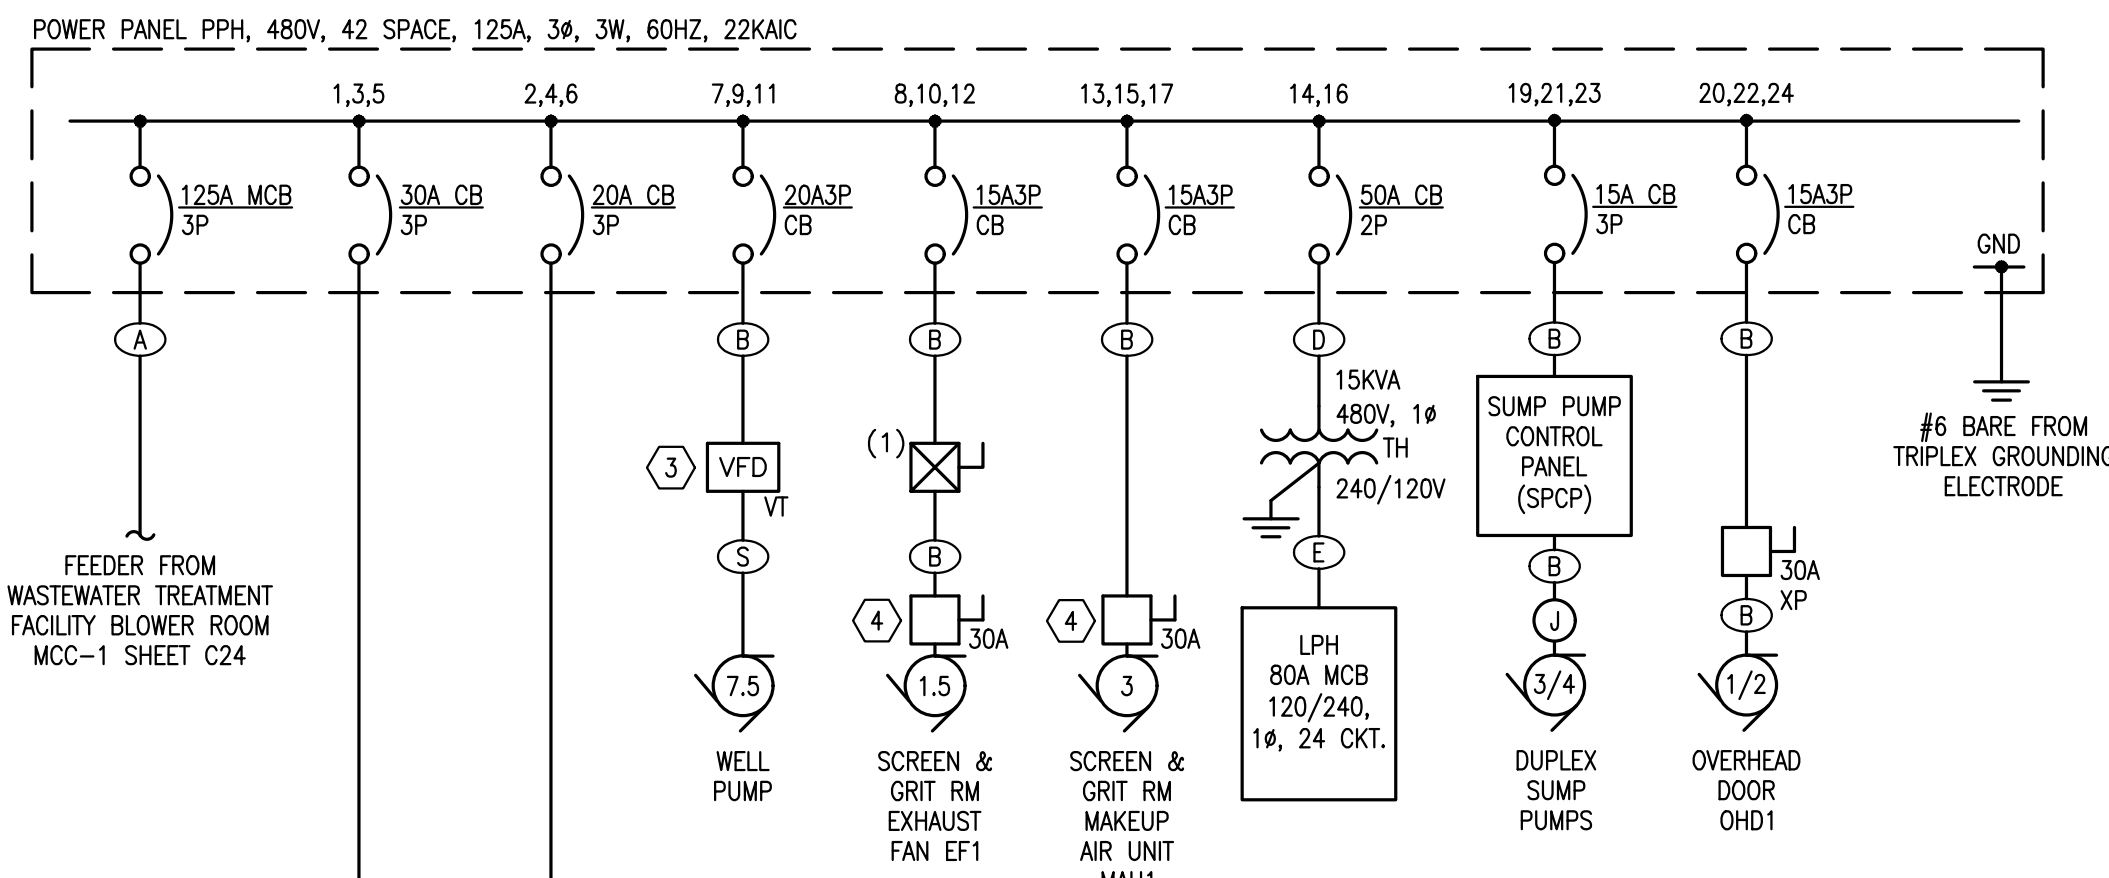 POWER PANEL PPH, 480V, 42 SPACE, 125A, 3ø, 3W, 60HZ, 22KAIC
1,3,5
2,4,6
7,9,11
8,10,12
13,15,17
14,16
19,21,23
20,22,24
125A MCB
3P
30A CB
3P
20A CB
3P
20A3P
CB
15A3P
CB
15A3P
CB
50A CB
2P
15A CB
3P
15A3P
CB
GND
A
B
B
B
D
B
B
FEEDER FROM
WASTEWATER TREATMENT
FACILITY BLOWER ROOM
MCC-1 SHEET C24
3
VFD
VT
S
7.5
WELL
PUMP
(1)
B
4
30A
1.5
SCREEN &
GRIT RM
EXHAUST
FAN EF1
4
30A
3
SCREEN &
GRIT RM
MAKEUP
AIR UNIT
15KVA
480V, 1ø
TH
240/120V
E
LPH
80A MCB
120/240,
1ø, 24 CKT.
SUMP PUMP
CONTROL
PANEL
(SPCP)
B
J
3/4
DUPLEX
SUMP
PUMPS
30A
XP
B
1/2
OVERHEAD
DOOR
OHD1
#6 BARE FROM
TRIPLEX GROUNDING
ELECTRODE